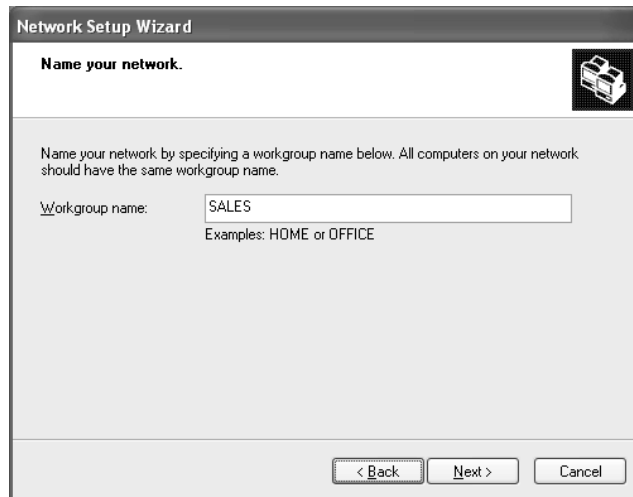 Network Setup Wizard
Name your network.
Name your network by specifying a workgroup name below. All computers on your network
should have the same workgroup name.
Workgroup name: SALES
Examples: HOME or OFFICE
< Back Next > Cancel